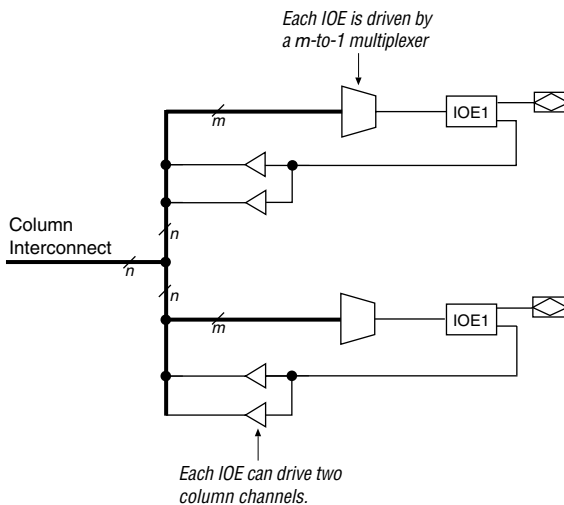 Each IOE is driven by
a m-to-1 multiplexer
m
IOE1
n
Column
Interconnect
n
n
m
IOE1
Each IOE can drive two
column channels.